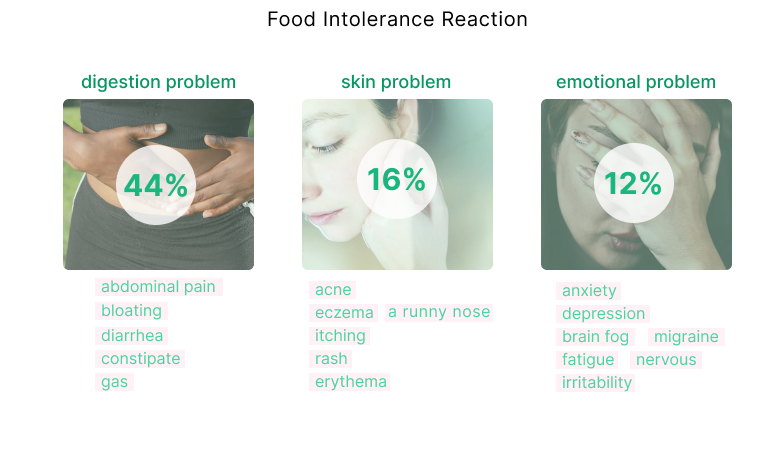 Food Intolerance Reaction
digestion problem
44%
abdominal pain
bloating
diarrhea
constipate
gas
skin problem
16%
acne
eczema a runny nose
itching
rash
erythema
emotional problem
12%
anxiety
depression
brain fog migraine
fatigue nervous
irritability